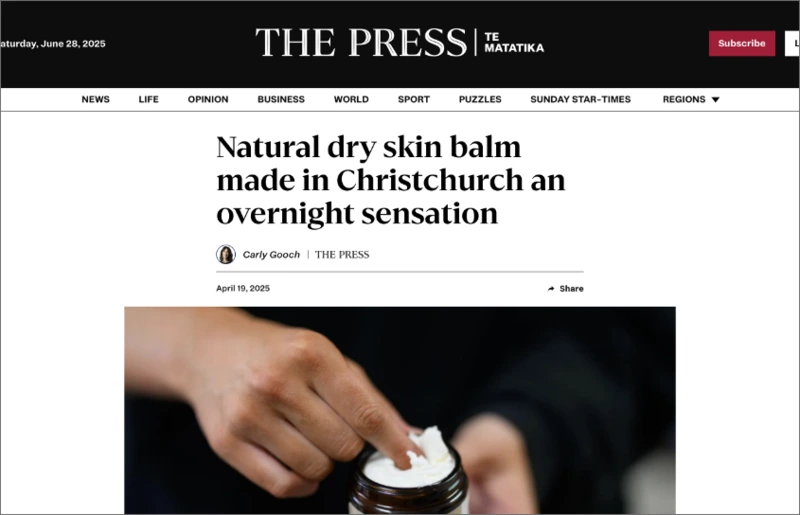 aturday, June 28, 2025
THE PRESS
TE
MATATIKA
Subscribe
L
NEWS LIFE OPINION BUSINESS WORLD SPORT PUZZLES SUNDAY STAR-TIMES REGIONS
Natural dry skin balm
made in Christchurch an
overnight sensation
Carly Gooch | THE PRESS
April 19, 2025
Share